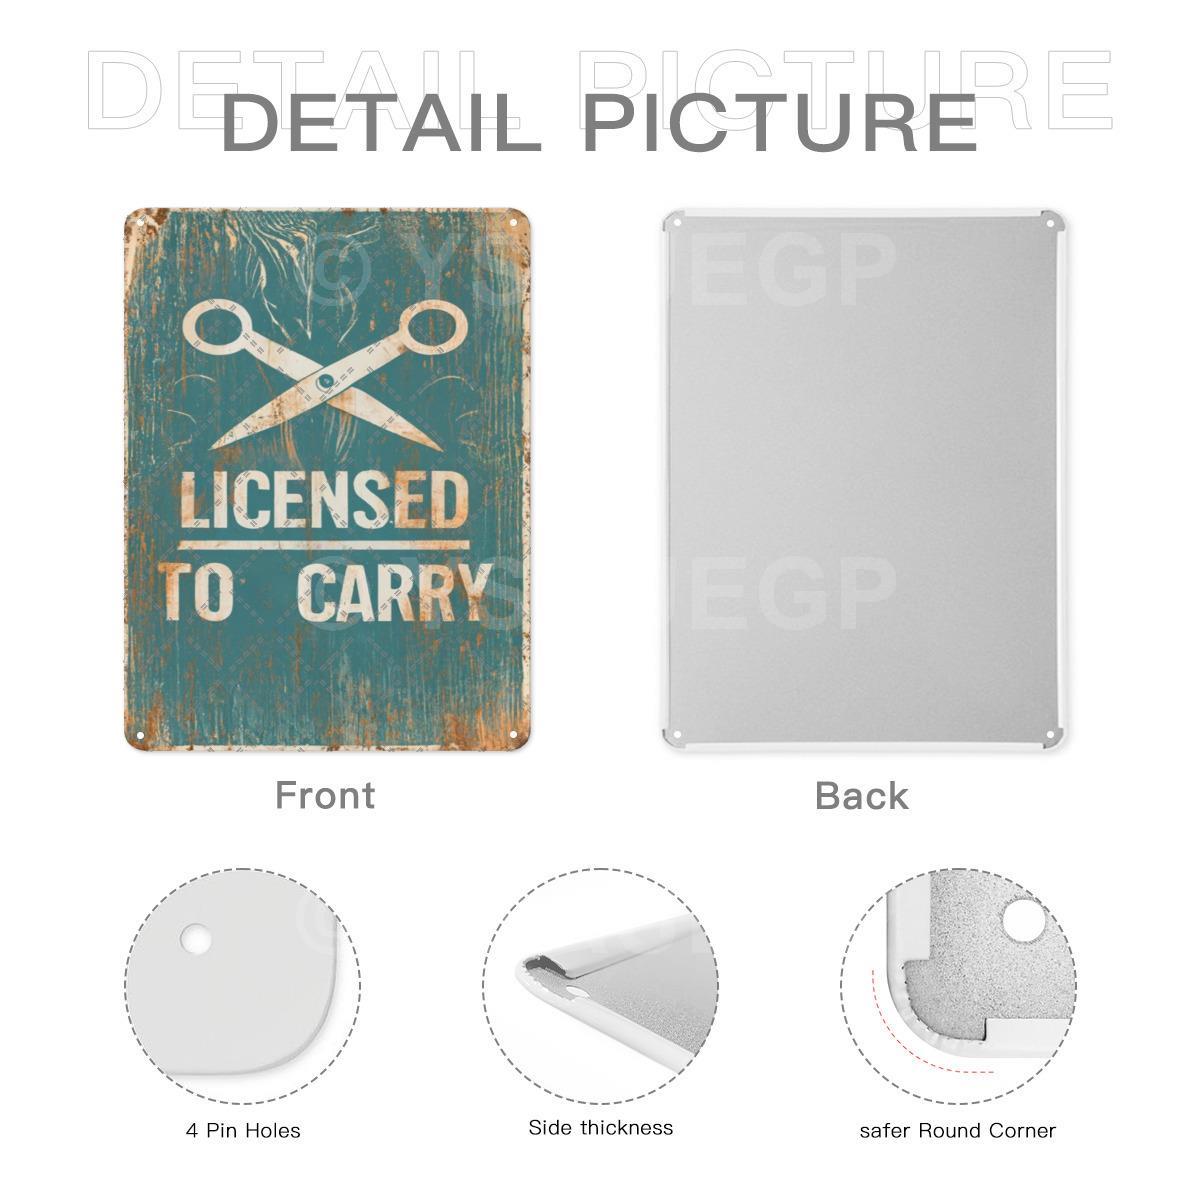 DETAIL PICTURE
DETAIL PICTURE
LICENSED
TO CARRY
Front
Back
4 Pin Holes
Side thickness
safer Round Corner